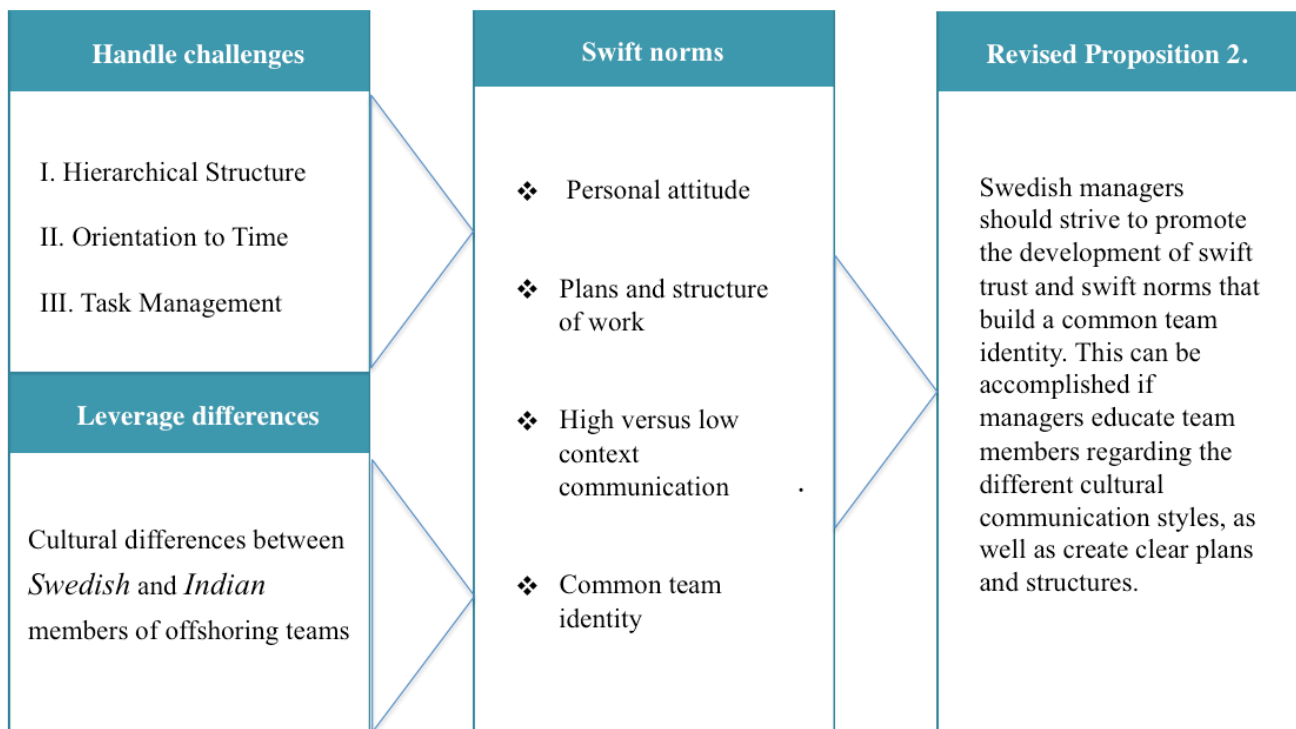 Handle challenges
I. Hierarchical Structure
II. Orientation to Time
III. Task Management
Leverage differences
Cultural differences between
Swedish and Indian
members of offshoring teams
Swift norms
❖ Personal attitude
❖ Plans and structure
of work
❖ High versus low
context
communication .
❖ Common team
identity
Revised Proposition 2.
Swedish managers
should strive to promote
the development of swift
trust and swift norms that
build a common team
identity. This can be
accomplished if
managers educate team
members regarding the
different cultural
communication styles, as
well as create clear plans
and structures.